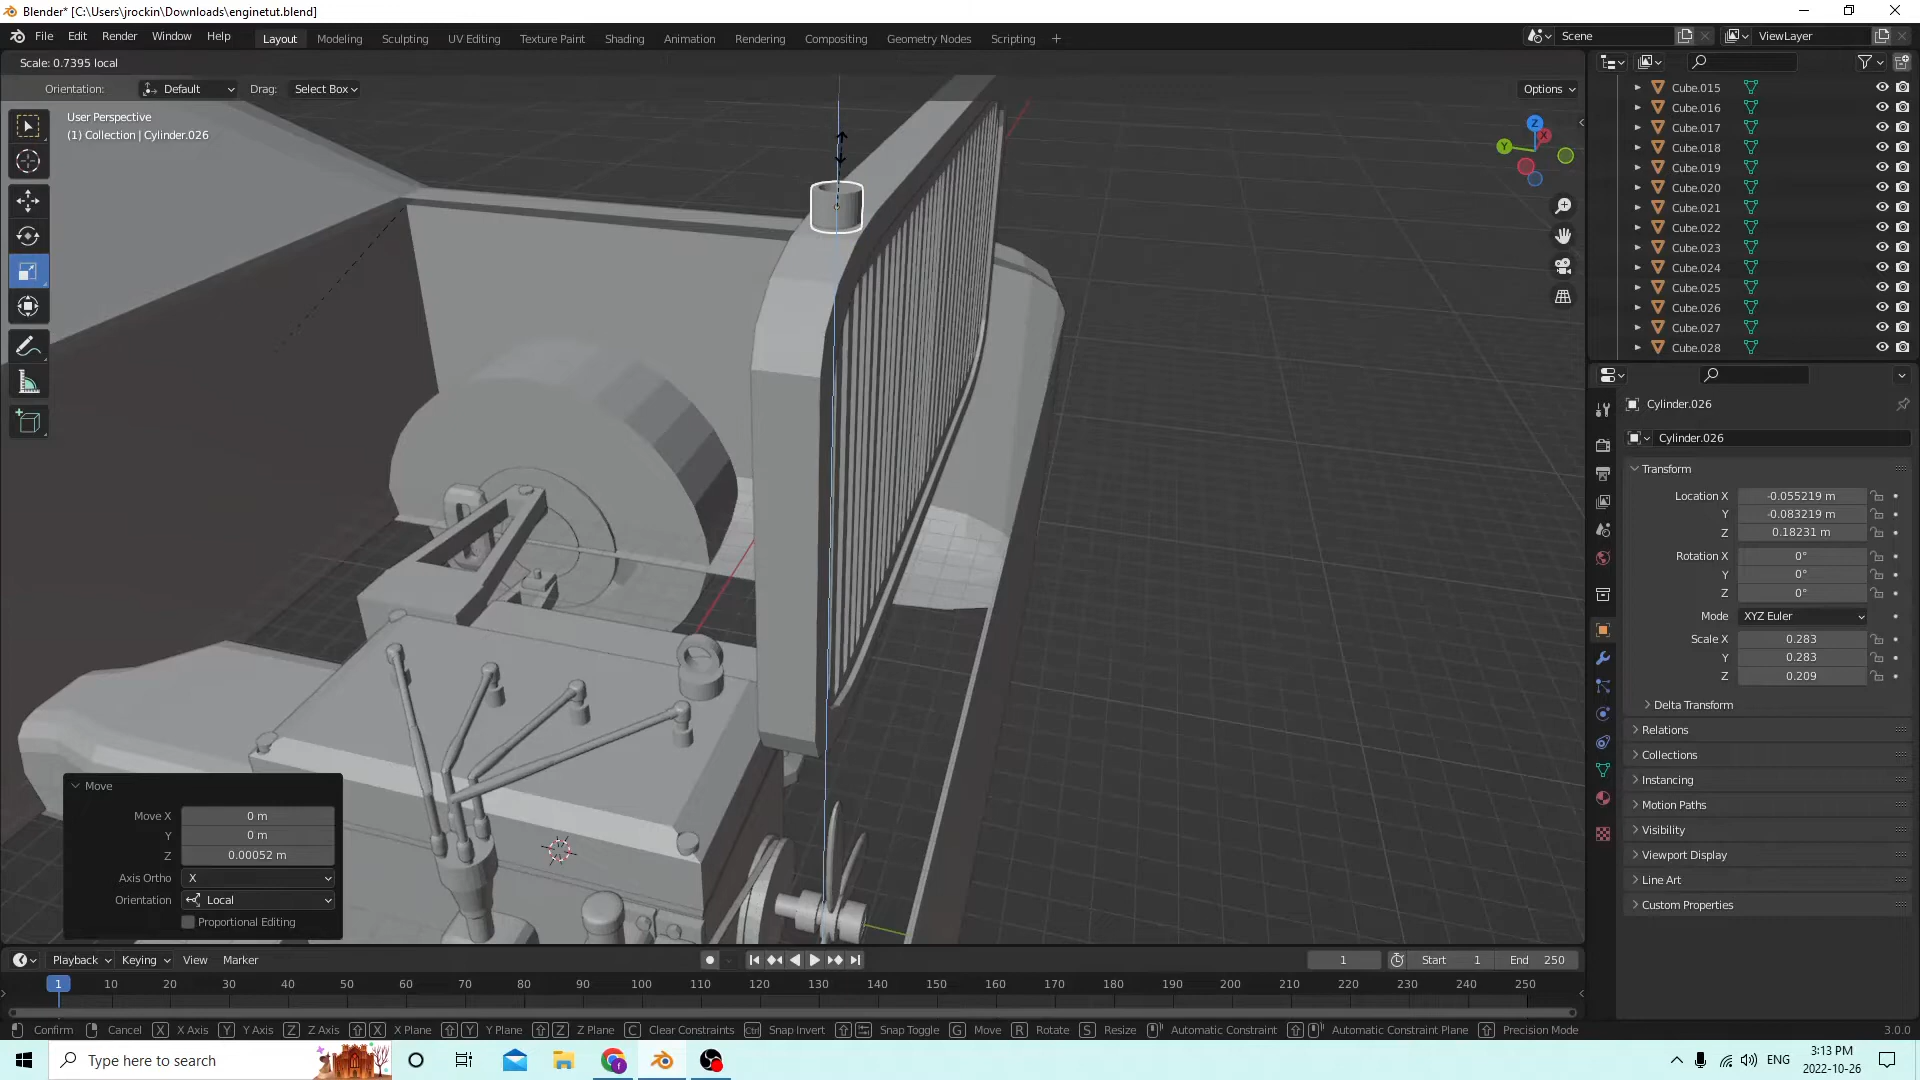 Blender* [C:\Users\jrockin\Downloads\enginetut.blend]
File Edit Render Window Help Layout Modeling Sculpting UV Editing Texture Paint Shading Animation Rendering Compositing Geometry Nodes Scripting + Scene ViewLayer
Scale: 0.7395 local
Orientation: Default Drag: Select Box Options
User Perspective
(1) Collection | Cylinder.026
Z
X
Y
Cube.015
Cube.016
Cube.017
Cube.018
Cube.019
Cube.020
Cube.021
Cube.022
Cube.023
Cube.024
Cube.025
Cube.026
Cube.027
Cube.028
Cylinder.026
Cylinder.026
Transform
Location X -0.055219 m
Y -0.083219 m
Z 0.18231 m
Rotation X 0°
Y 0°
Z 0°
Mode XYZ Euler
Scale X 0.283
Y 0.283
Z 0.209
Delta Transform
Relations
Collections
Instancing
Motion Paths
Visibility
Viewport Display
Line Art
Custom Properties
Move
Move X 0 m
Y 0 m
Z 0.00052 m
Axis Ortho X
Orientation Local
Proportional Editing
Playback Keying View Marker 1 Start 1 End 250
1 10 20 30 40 50 60 70 80 90 100 110 120 130 140 150 160 170 180 190 200 210 220 230 240 250
Confirm Cancel X X Axis Y Y Axis Z Z Axis X X Plane Y Y Plane Z Z Plane C Clear Constraints Ctrl Snap Invert Snap Toggle G Move R Rotate S Resize Automatic Constraint Automatic Constraint Plane Precision Mode 3.0.0
Type here to search ENG 3:13 PM
2022-10-26